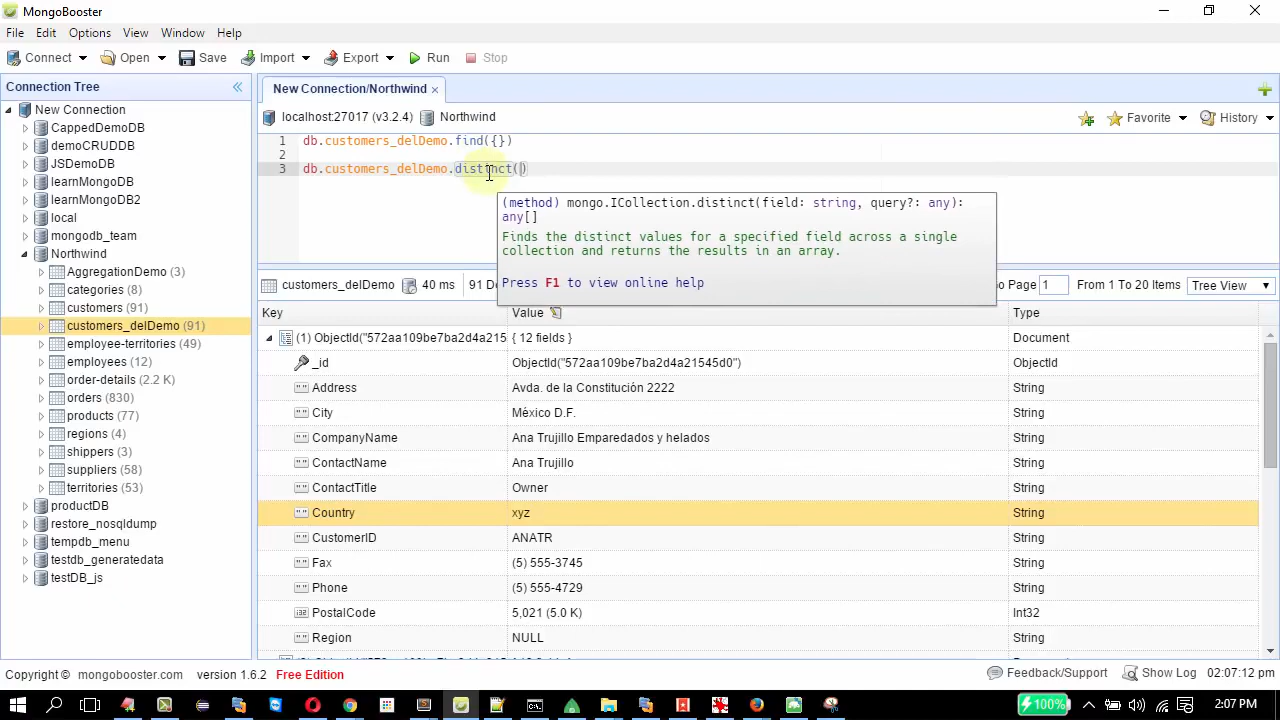 MongoBooster
File Edit Options View Window Help
Connect Open Save Import Export Run Stop
Connection Tree
New Connection
CappedDemoDB
demoCRUDDB
JSDemoDB
learnMongoDB
learnMongoDB2
local
mongodb_team
Northwind
AggregationDemo (3)
categories (8)
customers (91)
customers_delDemo (91)
employee-territories (49)
employees (12)
order-details (2.2 K)
orders (830)
products (77)
regions (4)
shippers (3)
suppliers (58)
territories (53)
productDB
restore_nosqldump
tempdb_menu
testdb_generatedata
testDB_js
New Connection/Northwind
localhost:27017 (v3.2.4) Northwind Favorite History
1 db.customers_delDemo.find({})
2
3 db.customers_delDemo.distinct()
(method) mongo.ICollection.distinct(field: string, query?: any):
any[]
Finds the distinct values for a specified field across a single
collection and returns the results in an array.
Press F1 to view online help
customers_delDemo 40 ms 91 Page 1 From 1 To 20 Items Tree View
Key Value Type
(1) ObjectId("572aa109be7ba2d4a215 { 12 fields } Document
_id ObjectId("572aa109be7ba2d4a21545d0") ObjectId
Address Avda. de la Constitución 2222 String
City México D.F. String
CompanyName Ana Trujillo Emparedados y helados String
ContactName Ana Trujillo String
ContactTitle Owner String
Country xyz String
CustomerID ANATR String
Fax (5) 555-3745 String
Phone (5) 555-4729 String
PostalCode 5,021 (5.0 K) Int32
Region NULL String
Copyright © mongobooster.com version 1.6.2 Free Edition Feedback/Support Show Log 02:07:12 pm
100% 2:07 PM